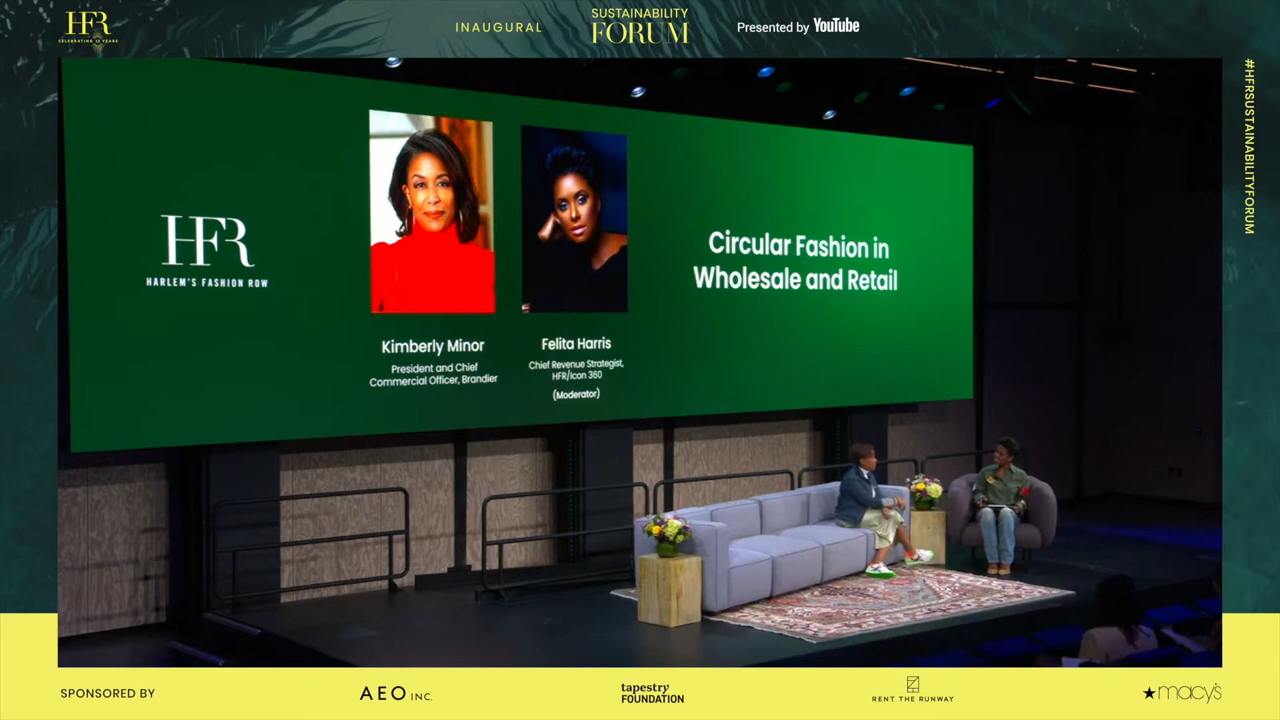 HFR
CELEBRATING 15 YEARS
INAUGURAL
SUSTAINABILITY
FORUM
Presented by YouTube
#HFRSUSTAINABILITYFORUM
HFR
HARLEM'S FASHION ROW
Kimberly Minor
President and Chief
Commercial Officer, Brandier
Felita Harris
Chief Revenue Strategist,
HFR/Icon 360
(Moderator)
Circular Fashion in
Wholesale and Retail
SPONSORED BY
AEO INC.
tapestry
FOUNDATION
RENT THE RUNWAY
★macy's